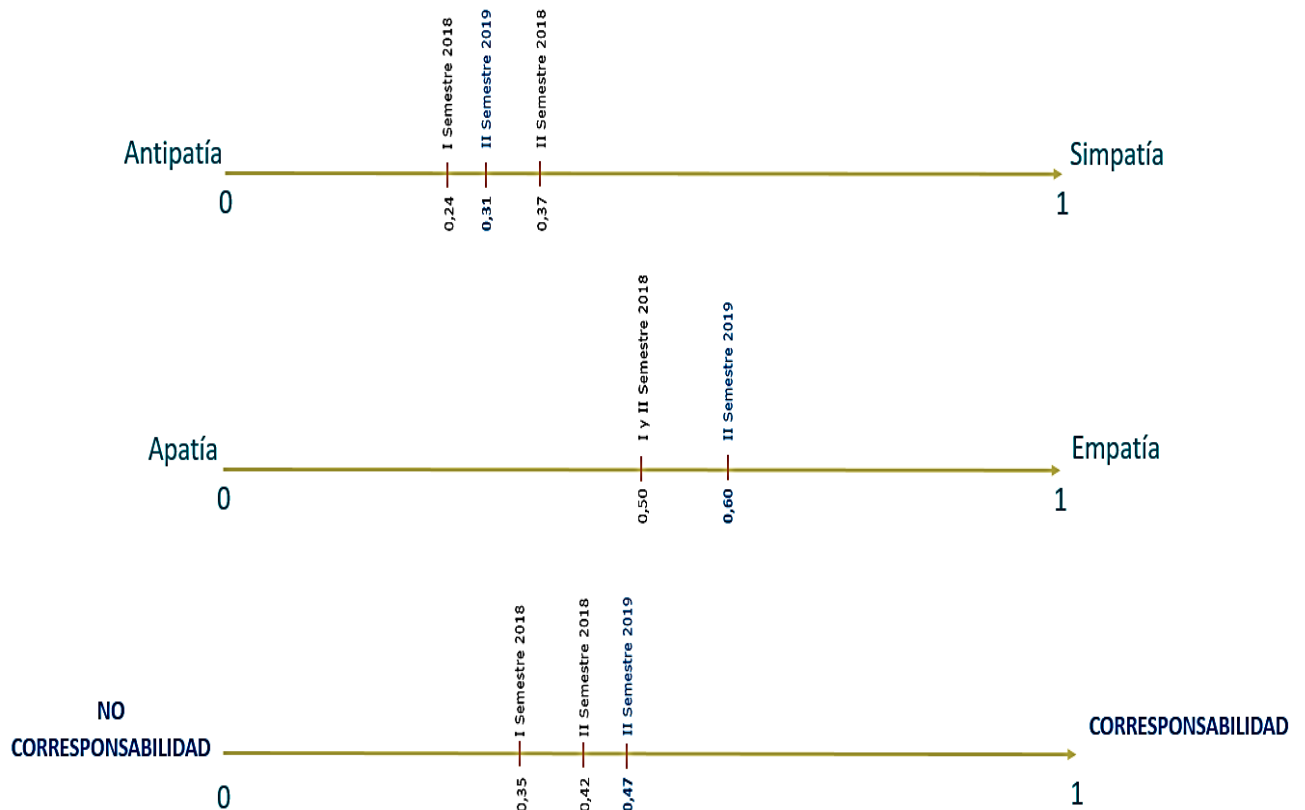 I Semestre 2018
II Semestre 2019
II Semestre 2018
Antipatía
Simpatía
0
0,24
0,31
0,37
1
I y II Semestre 2018
II Semestre 2019
Apatía
Empatía
0
0,50
0,60
1
I Semestre 2018
II Semestre 2018
II Semestre 2019
NO
CORRESPONSABILIDAD
CORRESPONSABILIDAD
0
0,35
0,42
0,47
1